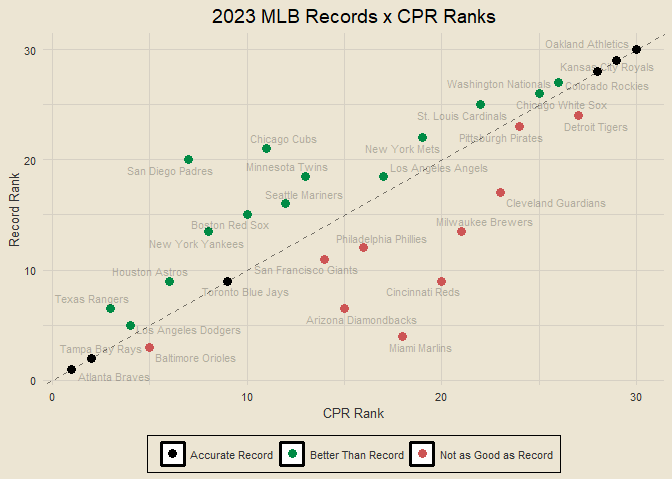 2023 MLB Records x CPR Ranks
Oakland Athletics
Kansas City Royals
Washington Nationals
Colorado Rockies
Chicago White Sox
St. Louis Cardinals
Detroit Tigers
Pittsburgh Pirates
Chicago Cubs
New York Mets
Minnesota Twins
Los Angeles Angels
San Diego Padres
Seattle Mariners
Cleveland Guardians
Boston Red Sox
Milwaukee Brewers
New York Yankees
Philadelphia Phillies
Houston Astros
San Francisco Giants
Toronto Blue Jays
Cincinnati Reds
Texas Rangers
Los Angeles Dodgers
Arizona Diamondbacks
Tampa Bay Rays
Baltimore Orioles
Miami Marlins
Atlanta Braves
30
20
10
0
Record Rank
0 10 20 30
CPR Rank
Accurate Record Better Than Record Not as Good as Record